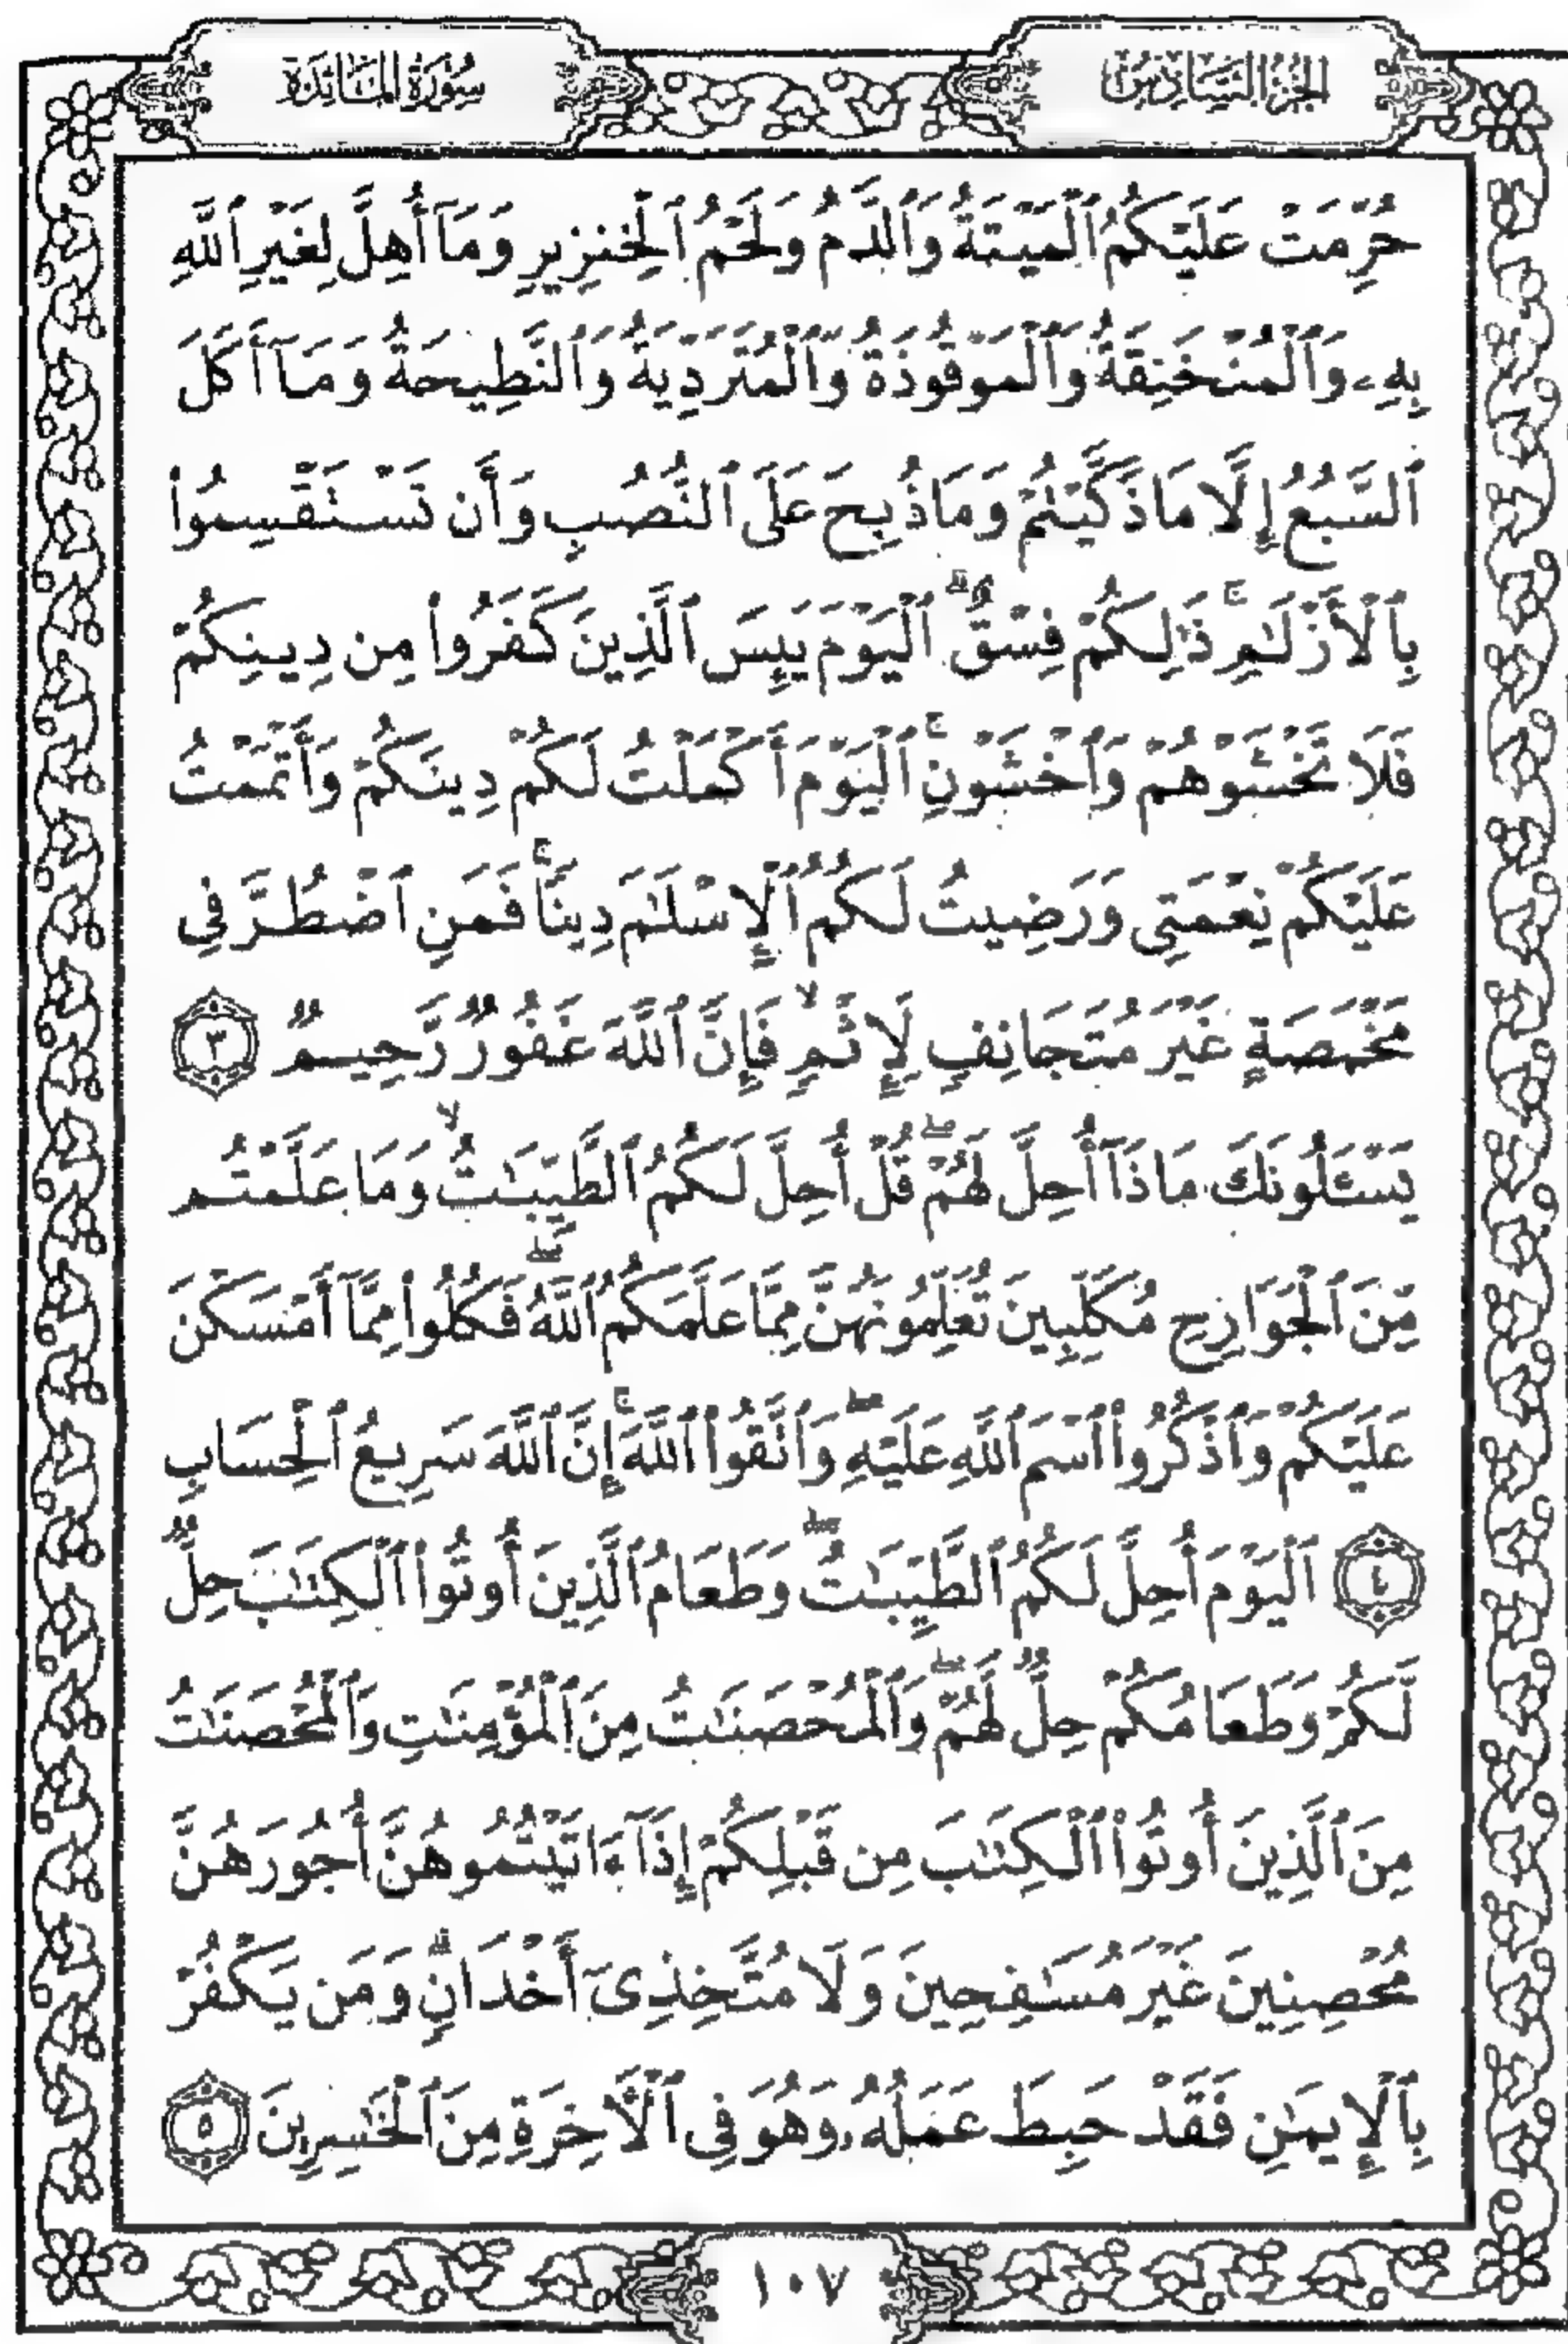 الجزء السادس
سورة المائدة
حُرِّمَتْ عَلَيْكُمُ ٱلْمَيْتَةُ وَٱلدَّمُ وَلَحْمُ ٱلْخِنزِيرِ وَمَآ أُهِلَّ لِغَيْرِ ٱللَّهِ
بِهِۦ وَٱلْمُنْخَنِقَةُ وَٱلْمَوْقُوذَةُ وَٱلْمُتَرَدِّيَةُ وَٱلنَّطِيحَةُ وَمَآ أَكَلَ
ٱلسَّبُعُ إِلَّا مَا ذَكَّيْتُمْ وَمَا ذُبِحَ عَلَى ٱلنُّصُبِ وَأَن تَسْتَقْسِمُوا۟
بِٱلْأَزْلَٰمِ ۚ ذَٰلِكُمْ فِسْقٌ ۗ ٱلْيَوْمَ يَئِسَ ٱلَّذِينَ كَفَرُوا۟ مِن دِينِكُمْ
فَلَا تَخْشَوْهُمْ وَٱخْشَوْنِ ۚ ٱلْيَوْمَ أَكْمَلْتُ لَكُمْ دِينَكُمْ وَأَتْمَمْتُ
عَلَيْكُمْ نِعْمَتِى وَرَضِيتُ لَكُمُ ٱلْإِسْلَٰمَ دِينًا ۚ فَمَنِ ٱضْطُرَّ فِى
مَخْمَصَةٍ غَيْرَ مُتَجَانِفٍ لِّإِثْمٍ ۙ فَإِنَّ ٱللَّهَ غَفُورٌ رَّحِيمٌ ٣
يَسْـَٔلُونَكَ مَاذَآ أُحِلَّ لَهُمْ ۖ قُلْ أُحِلَّ لَكُمُ ٱلطَّيِّبَٰتُ ۙ وَمَا عَلَّمْتُم
مِّنَ ٱلْجَوَارِحِ مُكَلِّبِينَ تُعَلِّمُونَهُنَّ مِمَّا عَلَّمَكُمُ ٱللَّهُ ۖ فَكُلُوا۟ مِمَّآ أَمْسَكْنَ
عَلَيْكُمْ وَٱذْكُرُوا۟ ٱسْمَ ٱللَّهِ عَلَيْهِ ۖ وَٱتَّقُوا۟ ٱللَّهَ ۚ إِنَّ ٱللَّهَ سَرِيعُ ٱلْحِسَابِ
٤ ٱلْيَوْمَ أُحِلَّ لَكُمُ ٱلطَّيِّبَٰتُ ۖ وَطَعَامُ ٱلَّذِينَ أُوتُوا۟ ٱلْكِتَٰبَ حِلٌّ
لَّكُمْ وَطَعَامُكُمْ حِلٌّ لَّهُمْ ۖ وَٱلْمُحْصَنَٰتُ مِنَ ٱلْمُؤْمِنَٰتِ وَٱلْمُحْصَنَٰتُ
مِنَ ٱلَّذِينَ أُوتُوا۟ ٱلْكِتَٰبَ مِن قَبْلِكُمْ إِذَآ ءَاتَيْتُمُوهُنَّ أُجُورَهُنَّ
مُحْصِنِينَ غَيْرَ مُسَٰفِحِينَ وَلَا مُتَّخِذِىٓ أَخْدَانٍ ۗ وَمَن يَكْفُرْ
بِٱلْإِيمَٰنِ فَقَدْ حَبِطَ عَمَلُهُۥ وَهُوَ فِى ٱلْـَٔاخِرَةِ مِنَ ٱلْخَٰسِرِينَ ٥
١٠٧